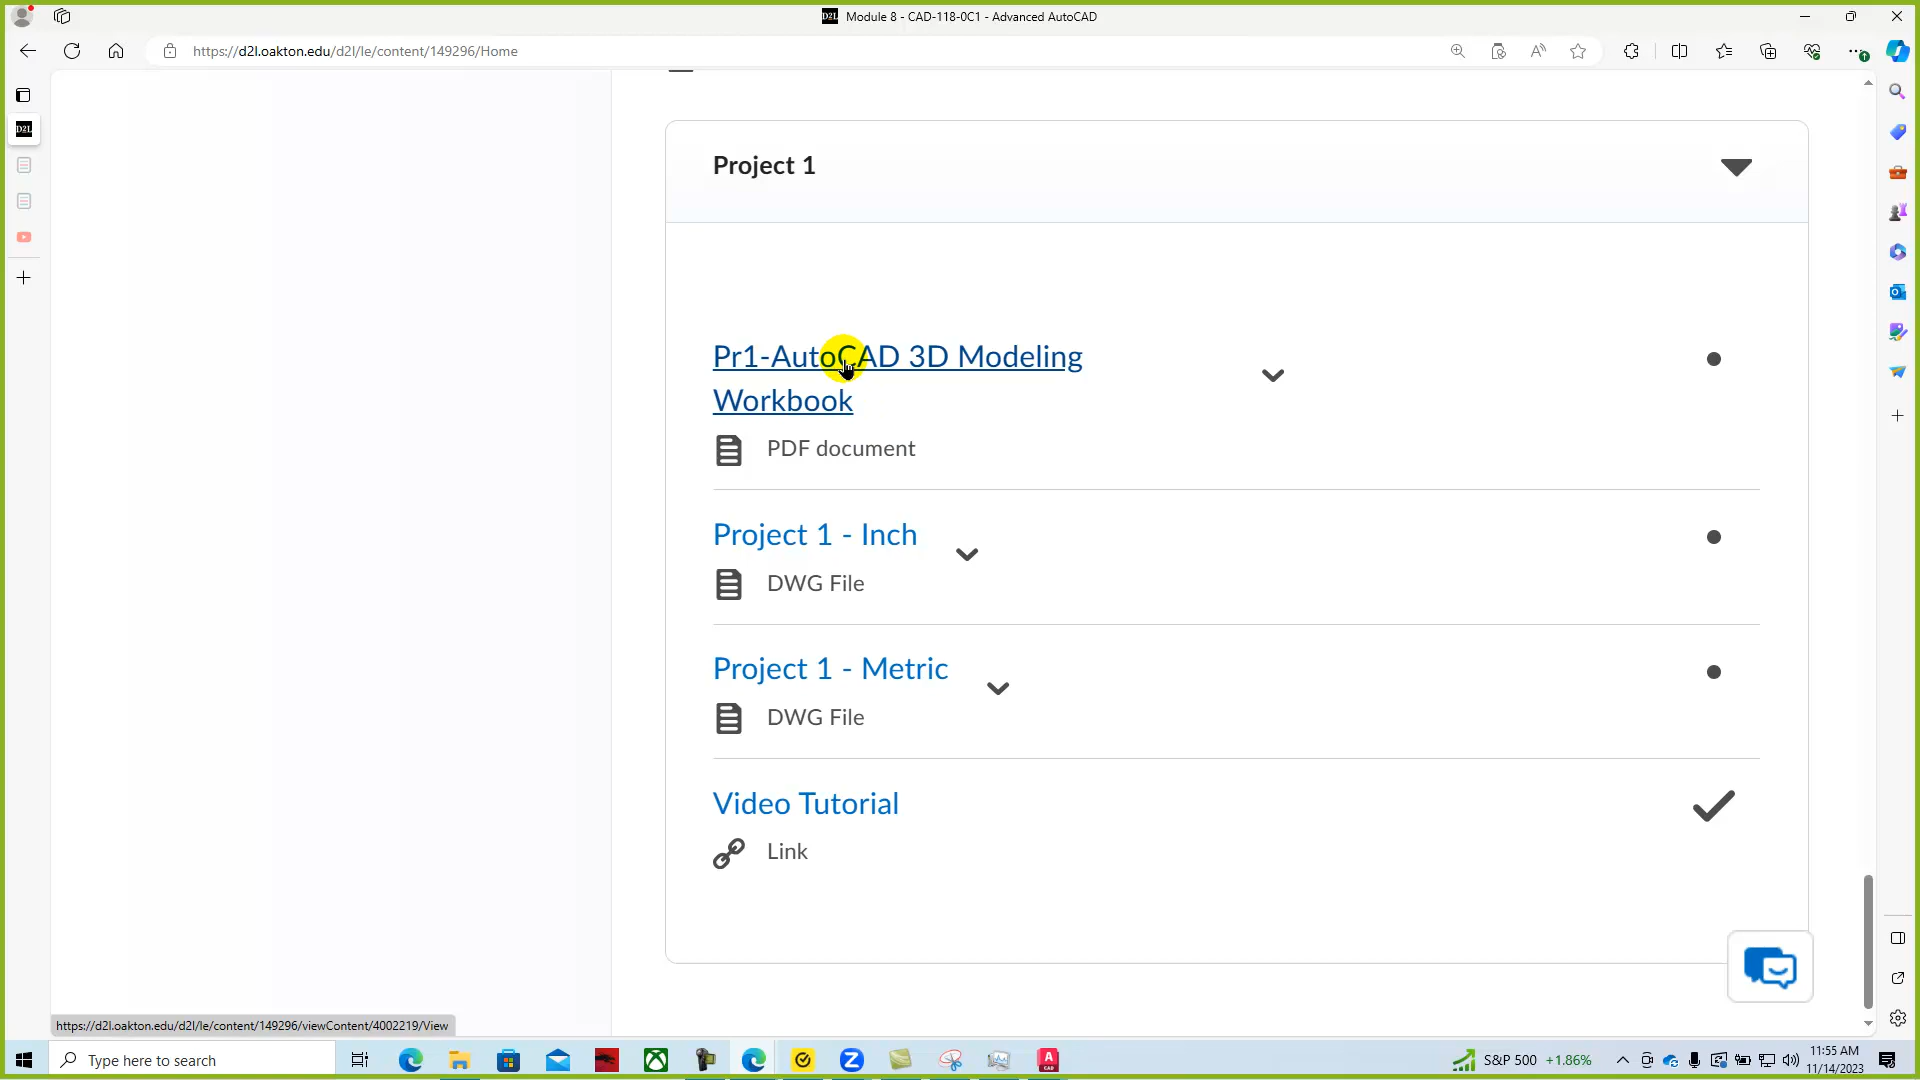 Module 8 - CAD-118-0C1 - Advanced AutoCAD
https://d2l.oakton.edu/d2l/le/content/149296/Home
D2L
Project 1
Pr1-AutoCAD 3D Modeling
Workbook
PDF document
Project 1 - Inch
DWG File
Project 1 - Metric
DWG File
Video Tutorial
Link
https://d2l.oakton.edu/d2l/le/content/149296/viewContent/4002219/View
Type here to search
S&P 500 +1.86%
11:55 AM
11/14/2023